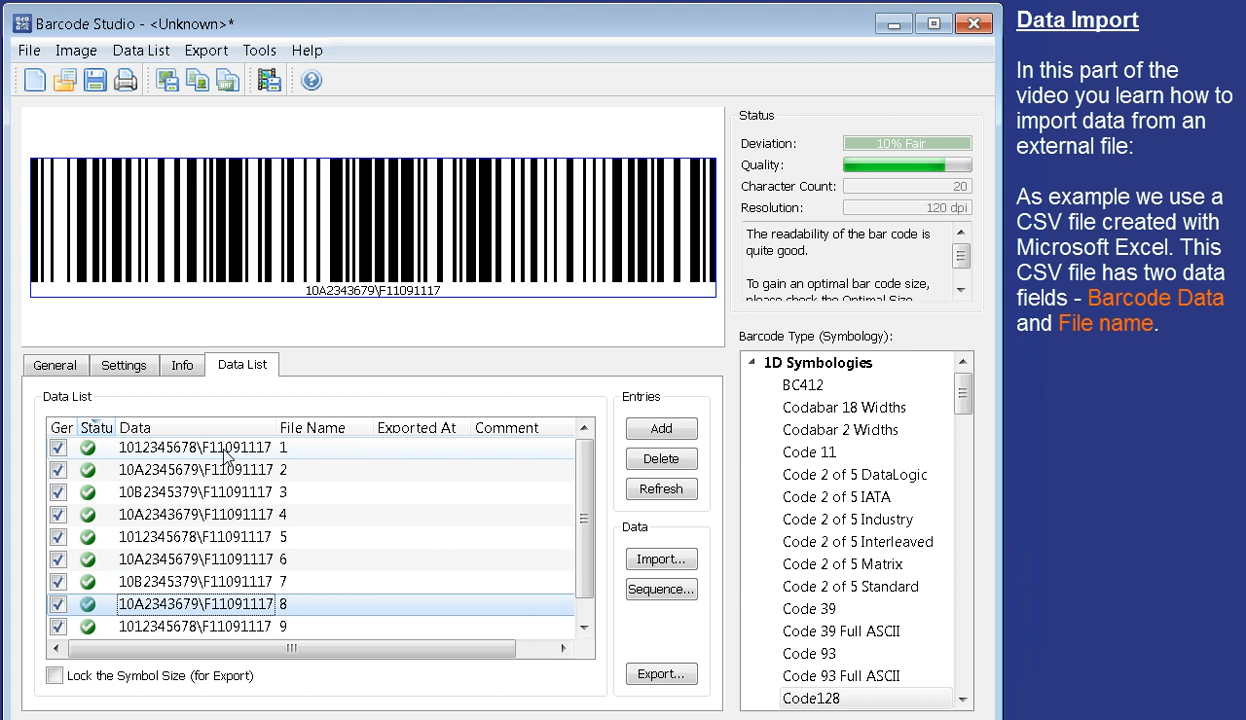 Barcode Studio - <Unknown>*
File Image Data List Export Tools Help
10A2343679\F11091117
Status
Deviation: 10% Fair
Quality:
Character Count: 20
Resolution: 120 dpi
The readability of the bar code is
quite good.
To gain an optimal bar code size,
please check the Optimal Size
General Settings Info Data List
Data List
Ger Statu Data File Name Exported At Comment
1012345678\F11091117 1
10A2345679\F11091117 2
10B2345379\F11091117 3
10A2343679\F11091117 4
1012345678\F11091117 5
10A2345679\F11091117 6
10B2345379\F11091117 7
10A2343679\F11091117 8
1012345678\F11091117 9
Lock the Symbol Size (for Export)
Entries
Add
Delete
Refresh
Data
Import...
Sequence...
Export...
Barcode Type (Symbology):
1D Symbologies
BC412
Codabar 18 Widths
Codabar 2 Widths
Code 11
Code 2 of 5 DataLogic
Code 2 of 5 IATA
Code 2 of 5 Industry
Code 2 of 5 Interleaved
Code 2 of 5 Matrix
Code 2 of 5 Standard
Code 39
Code 39 Full ASCII
Code 93
Code 93 Full ASCII
Code128
Data Import
In this part of the
video you learn how to
import data from an
external file:
As example we use a
CSV file created with
Microsoft Excel. This
CSV file has two data
fields - Barcode Data
and File name.